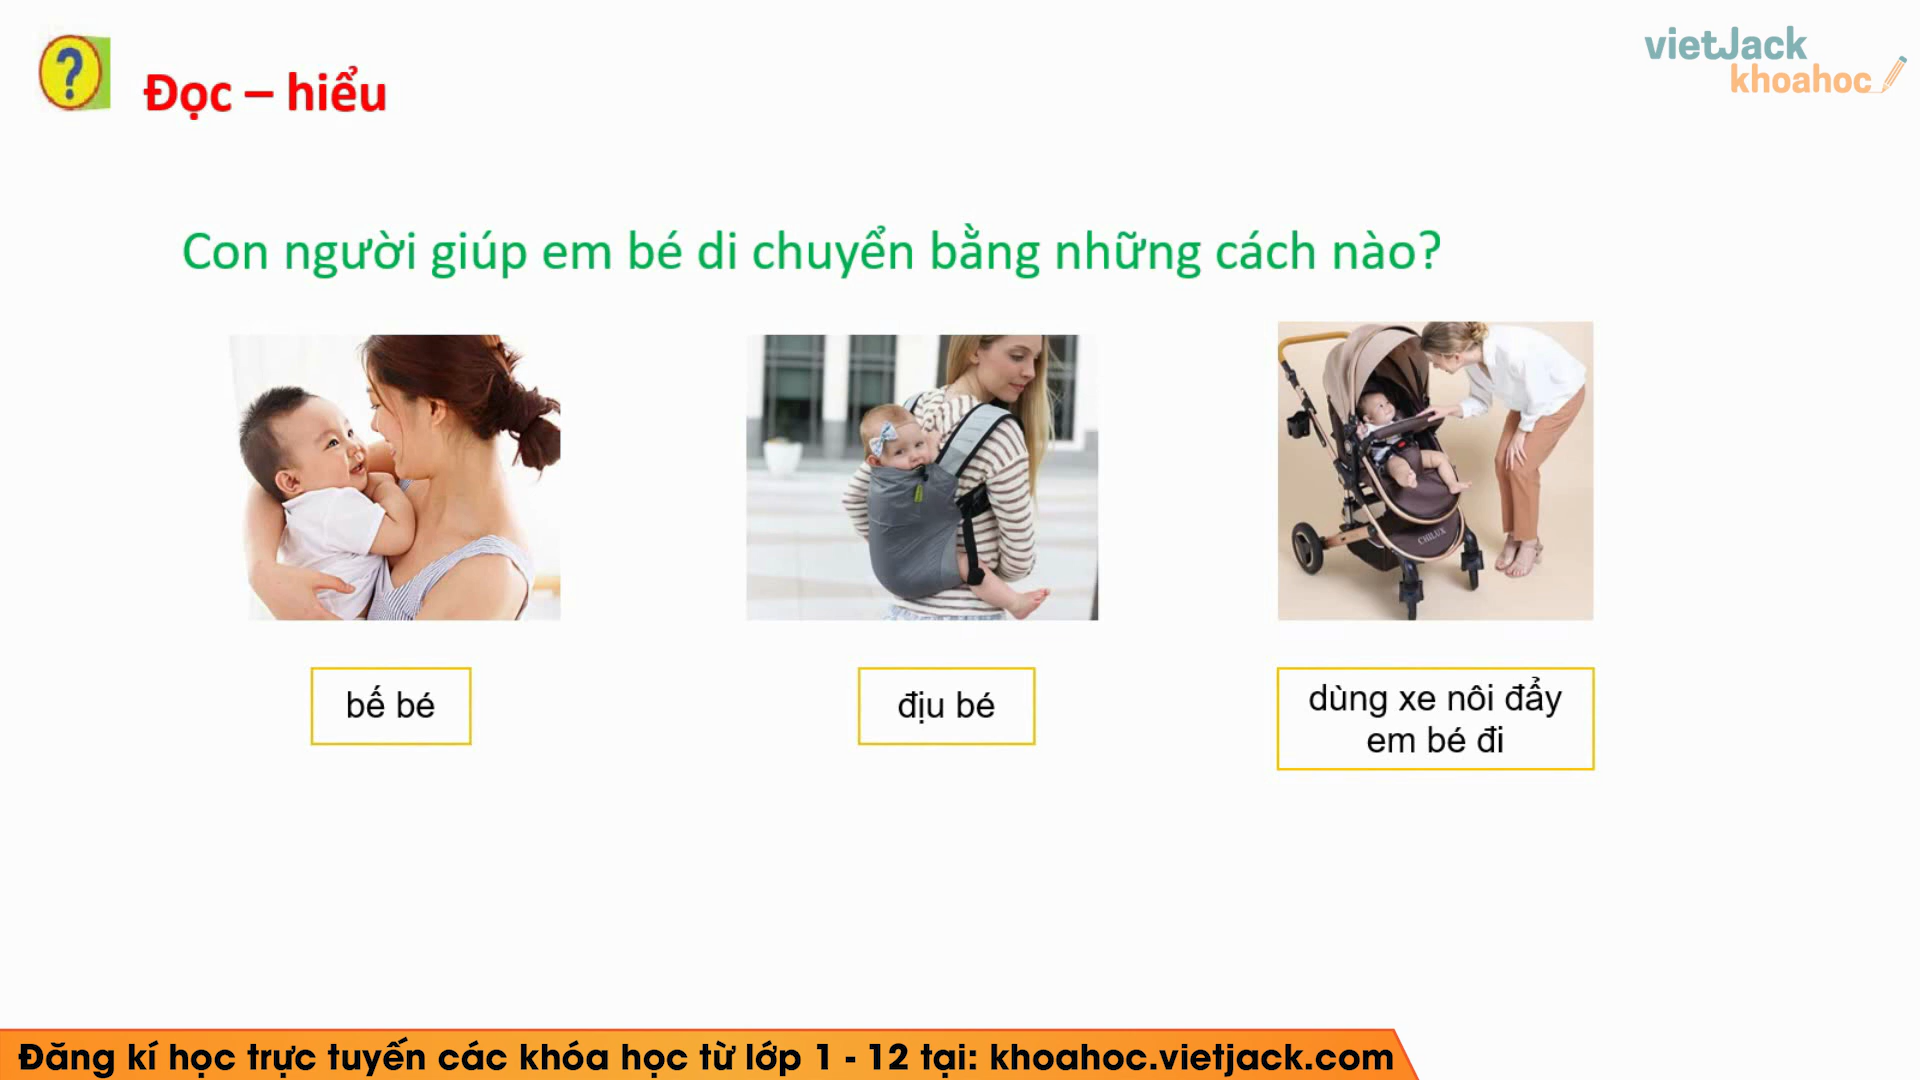 ?
vietJack
khoahoc
Đọc – hiểu
Con người giúp em bé di chuyển bằng những cách nào?
CHILUX
bế bé
địu bé
dùng xe nôi đẩy
em bé đi
Đăng kí học trực tuyến các khóa học từ lớp 1 - 12 tại: khoahoc.vietjack.com